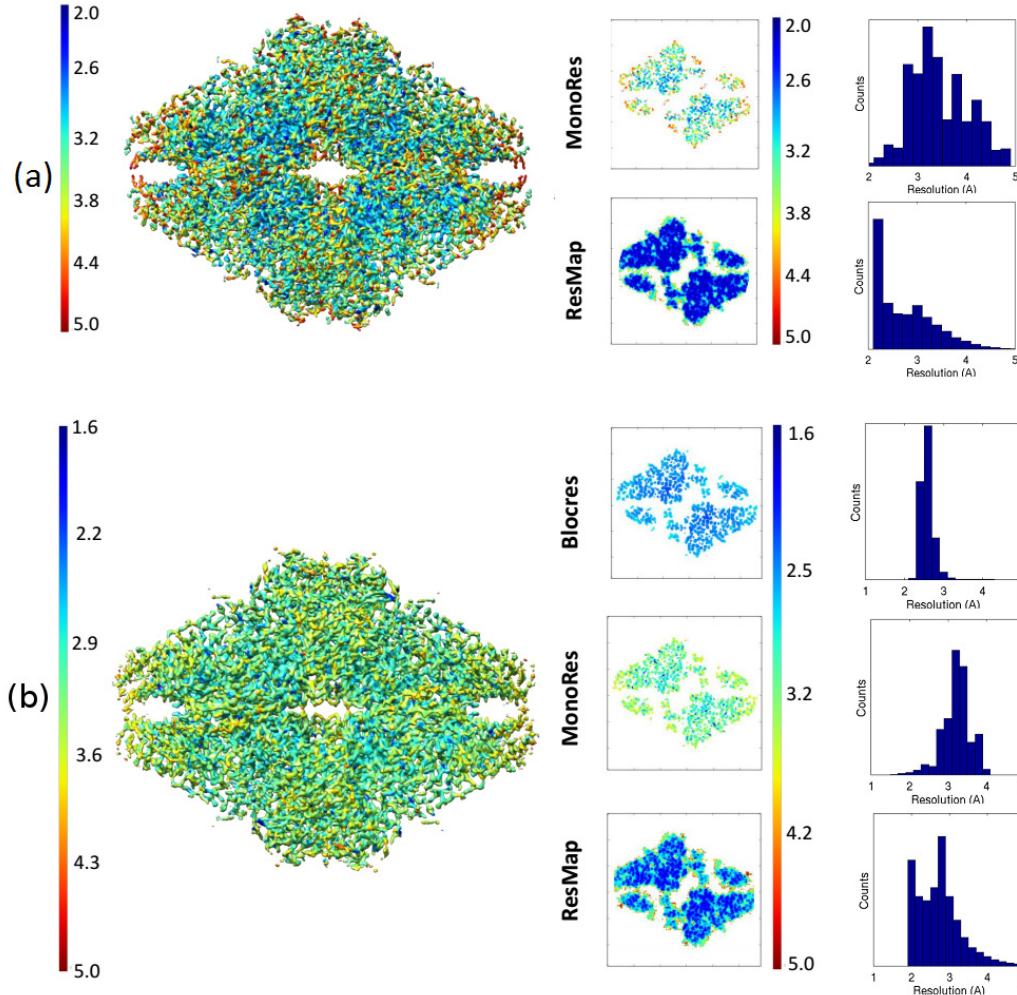 (a)
2.0
2.6
3.2
3.8
4.4
5.0
MonoRes
ResMap
2.0
2.6
3.2
3.8
4.4
5.0
Counts
2 3 4 5
Resolution (A)
Counts
2 3 4 5
Resolution (A)
(b)
1.6
2.2
2.9
3.6
4.3
5.0
Blocres
MonoRes
ResMap
1.6
2.5
3.2
4.2
5.0
Counts
1 2 3 4
Resolution (A)
Counts
1 2 3 4
Resolution (A)
Counts
1 2 3 4
Resolution (A)